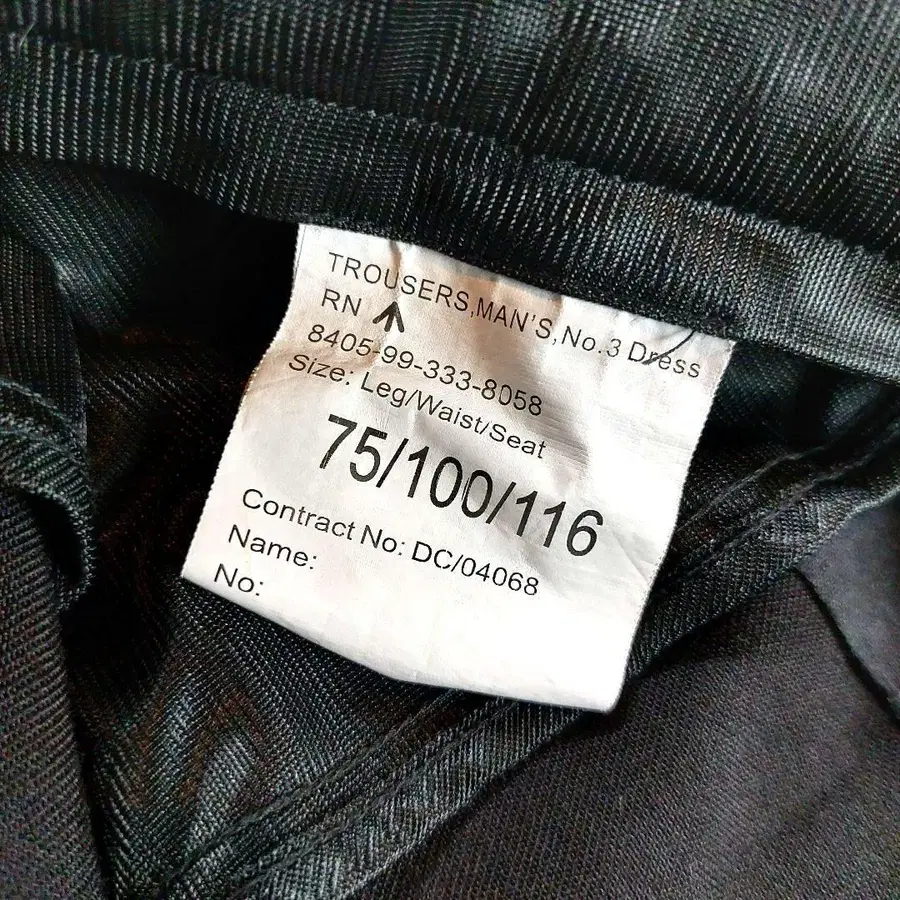 TROUSERS,MAN'S,No.3 Dress
RN
8405-99-333-8058
Size: Leg/Waist/Seat
75/100/116
Contract No: DC/04068
Name:
No: